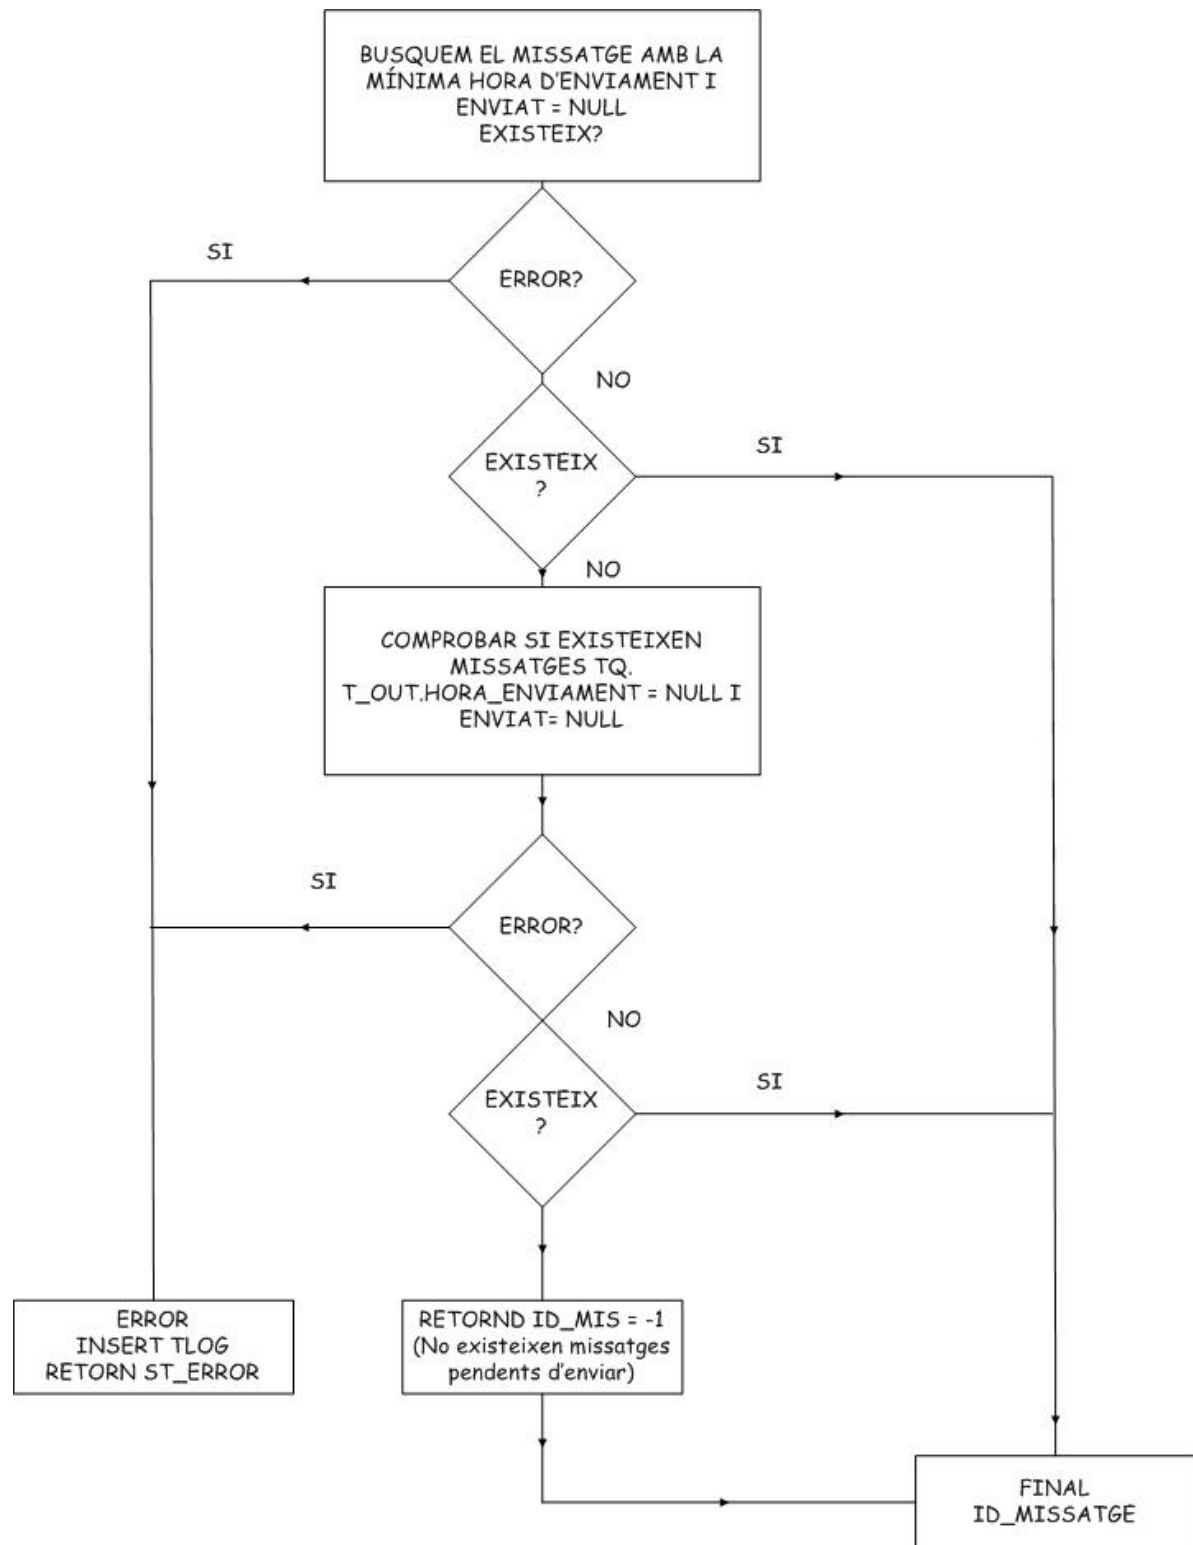 BUSQUEM EL MISSATGE AMB LA
MÍNIMA HORA D'ENVIAMENT I
ENVIAT = NULL
EXISTEIX?
SI
ERROR?
NO
SI
EXISTEIX
?
NO
COMPROBAR SI EXISTEIXEN
MISSATGES TQ.
T_OUT.HORA_ENVIAMENT = NULL I
ENVIAT= NULL
SI
ERROR?
NO
SI
EXISTEIX
?
ERROR
INSERT TLOG
RETORN ST_ERROR
RETORND ID_MIS = -1
(No existeixen missatges
pendents d'enviar)
FINAL
ID_MISSATGE